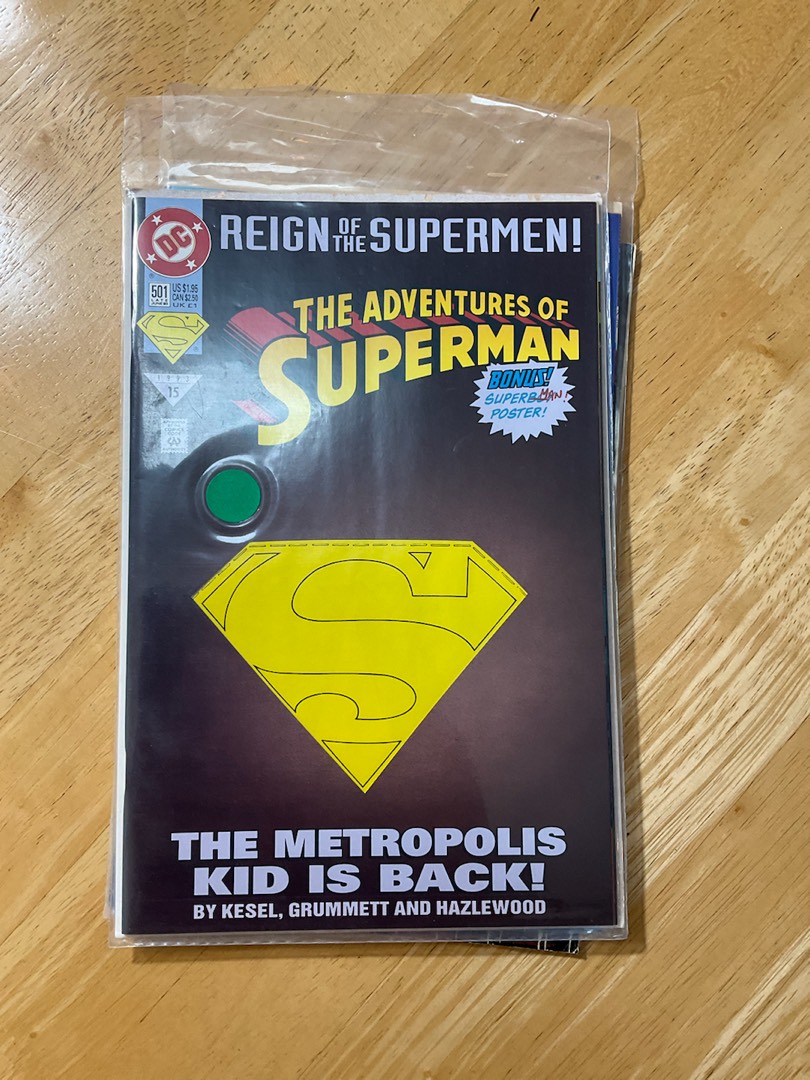 REIGN OF THE SUPERMEN!
DC
501
US $1.95
CAN $2.50
UK £1
THE ADVENTURES OF
SUPERMAN
BONUS!
SUPERBMAN!
POSTER!
15
THE METROPOLIS
KID IS BACK!
BY KESEL, GRUMMETT AND HAZLEWOOD